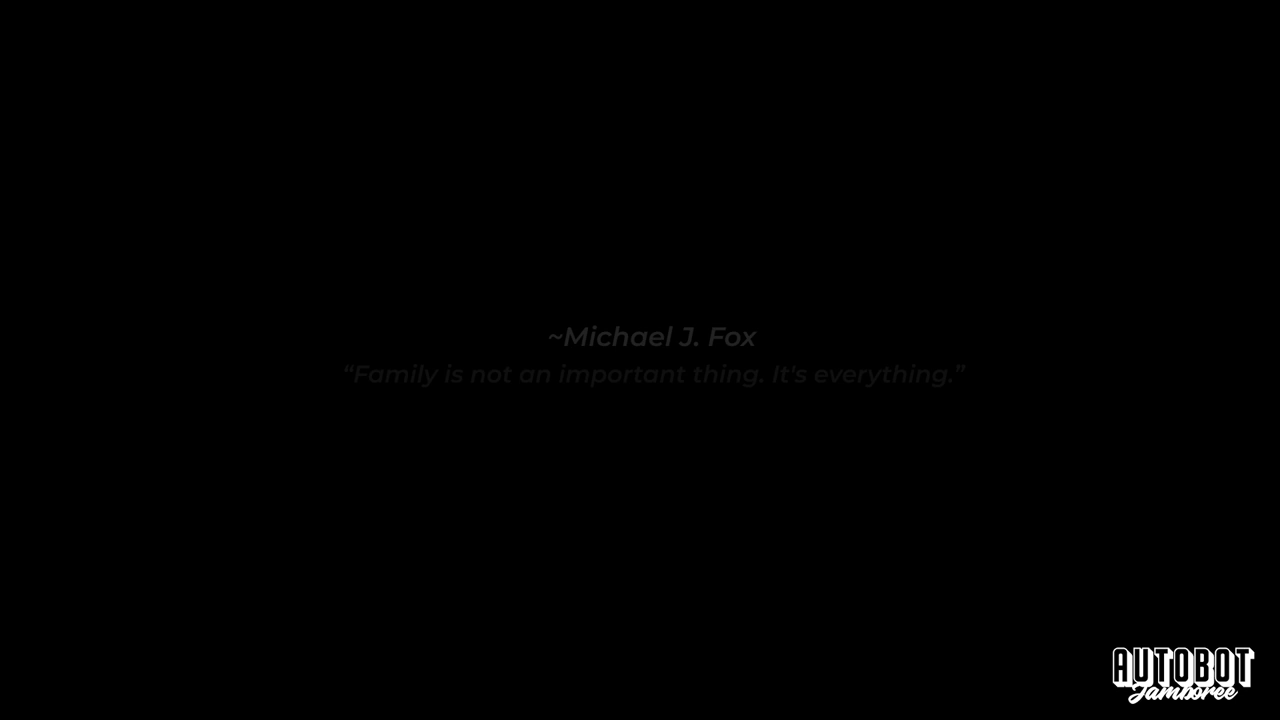 ~Michael J. Fox
“Family is not an important thing. It's everything.”
AUTOBOT
Jamboree